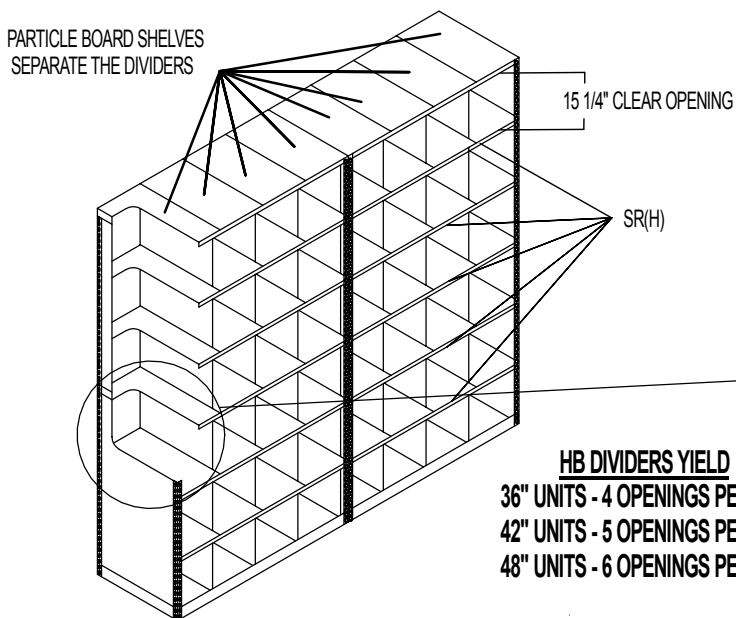 PARTICLE BOARD SHELVES
SEPARATE THE DIVIDERS
15 1/4" CLEAR OPENING
SR(H)
HB DIVIDERS YIELD
36" UNITS - 4 OPENINGS PE
42" UNITS - 5 OPENINGS PE
48" UNITS - 6 OPENINGS PE